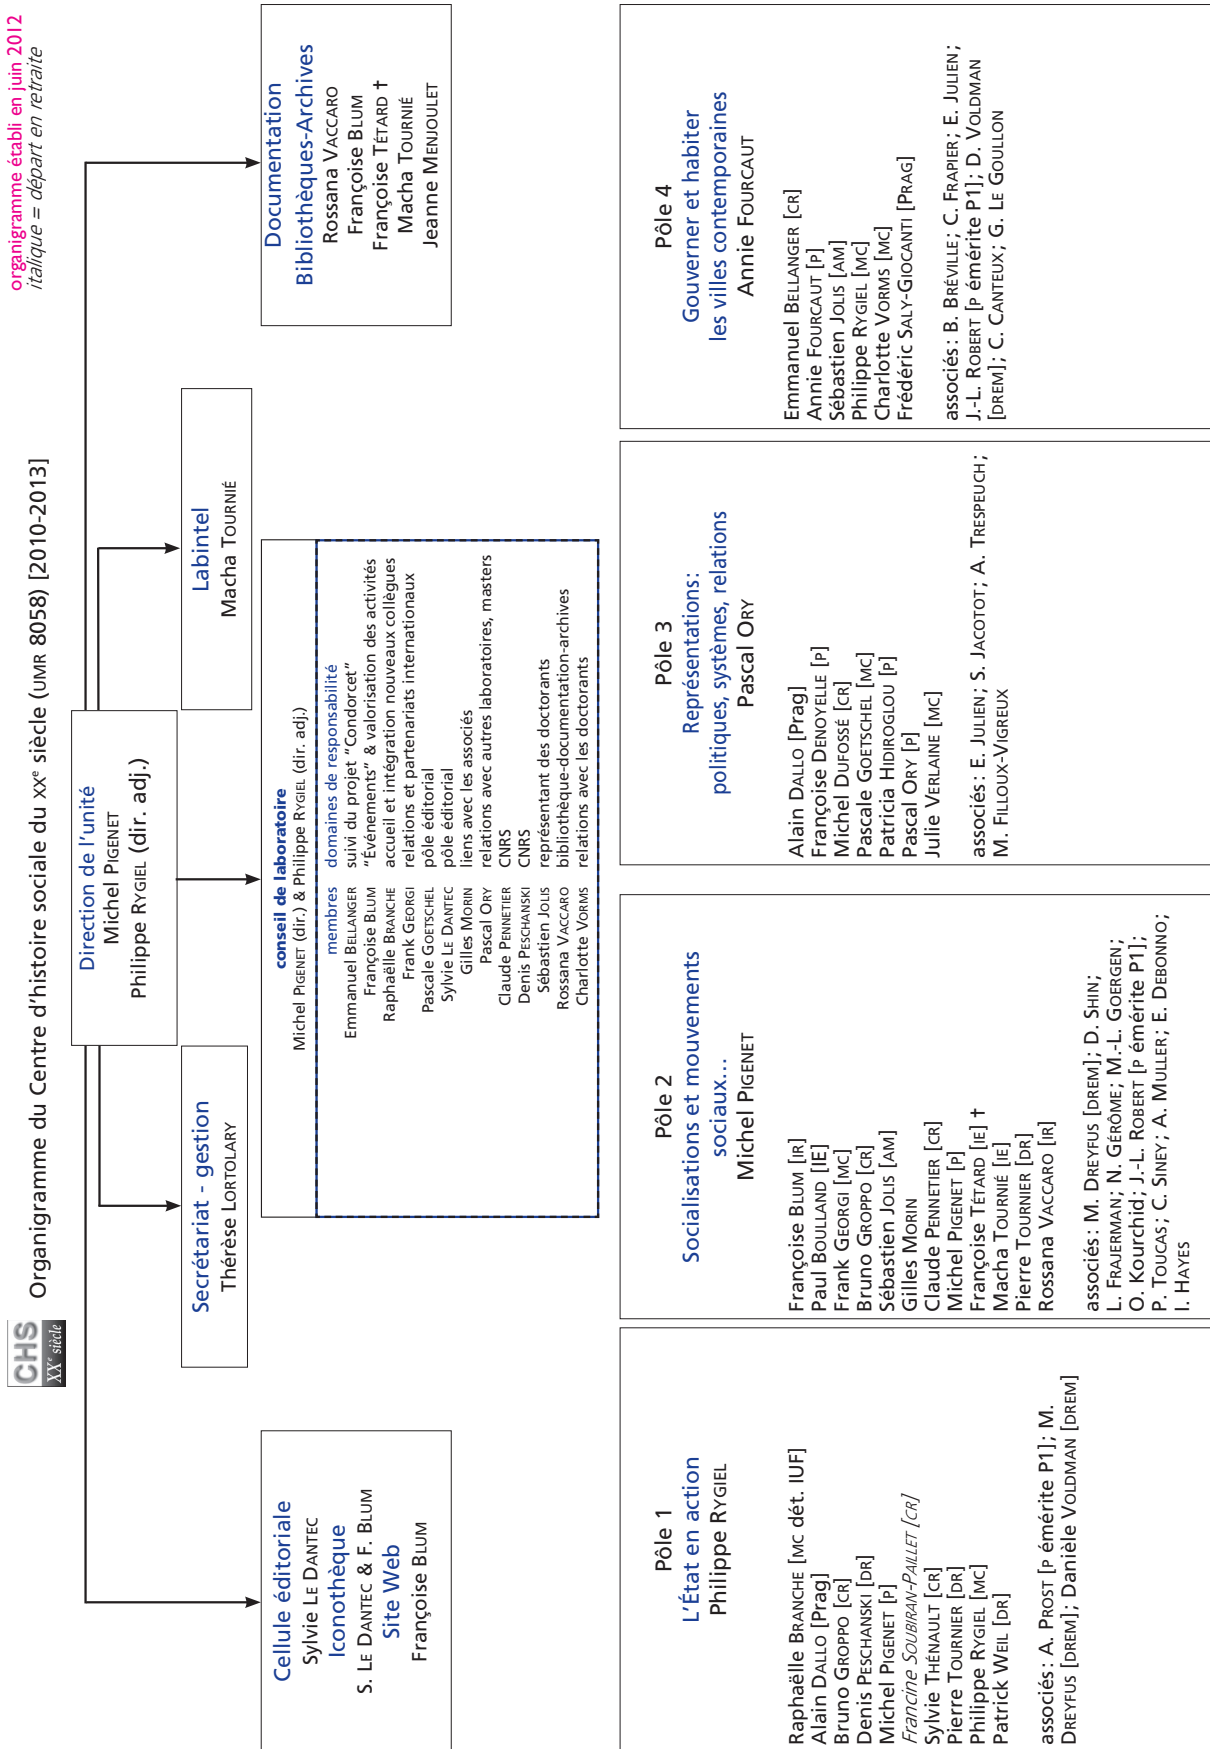 organigramme établi en juin 2012
italique = départ en retraite
CHS
XXe siècle
Organigramme du Centre d'histoire sociale du XXe siècle (UMR 8058) [2010-2013]
Direction de l'unité
Michel PIGENET
Philippe RYGIEL (dir. adj.)
Secrétariat - gestion
Thérèse LORTOLARY
Labintel
Macha TOURNIÉ
Cellule éditoriale
Sylvie LE DANTEC
Iconothèque
S. LE DANTEC & F. BLUM
Site Web
Françoise BLUM
conseil de laboratoire
Michel PIGENET (dir.) & Philippe RYGIEL (dir. adj.)
membres domaines de responsabilité
Emmanuel BELLANGER suivi du projet "Condorcet"
Françoise BLUM "Événements" & valorisation des activités
Raphaëlle BRANCHE accueil et intégration nouveaux collègues
Frank GEORGI relations et partenariats internationaux
Pascale GOETSCHEL pôle éditorial
Sylvie LE DANTEC pôle éditorial
Gilles MORIN liens avec les associés
Pascal ORY relations avec autres laboratoires, masters
Claude PENNETIER CNRS
Denis PESCHANSKI CNRS
Sébastien JOLIS représentant des doctorants
Rossana VACCARO bibliothèque-documentation-archives
Charlotte VORMS relations avec les doctorants
Documentation
Bibliothèques-Archives
Rossana VACCARO
Françoise BLUM
Françoise TÉTARD †
Macha TOURNIÉ
Jeanne MENJOULET
Pôle 1
L'État en action
Philippe RYGIEL
Raphaëlle BRANCHE [MC dét. IUF]
Alain DALLO [Prag]
Bruno GROPPO [CR]
Denis PESCHANSKI [DR]
Michel PIGENET [P]
Francine SOUBIRAN-PAILLET [CR]
Sylvie THÉNAULT [CR]
Pierre TOURNIER [DR]
Philippe RYGIEL [MC]
Patrick WEIL [DR]
associés: A. PROST [P émérite P1]; M.
DREYFUS [DREM]; Danièle VOLDMAN [DREM]
Pôle 2
Socialisations et mouvements
sociaux...
Michel PIGENET
Françoise BLUM [IR]
Paul BOULLAND [IE]
Frank GEORGI [MC]
Bruno GROPPO [CR]
Sébastien JOLIS [AM]
Gilles MORIN
Claude PENNETIER [CR]
Michel PIGENET [P]
Françoise TÉTARD [IE] †
Macha TOURNIÉ [IE]
Pierre TOURNIER [DR]
Rossana VACCARO [IR]
associés: M. DREYFUS [DREM]; D. SHIN;
L. FRAJERMAN; N. GÉRÔME; M.-L. GOERGEN;
O. Kourchid; J.-L. ROBERT [P émérite P1];
P. TOUCAS; C. SINEY; A. MULLER; E. DEBONNO;
I. HAYES
Pôle 3
Représentations:
politiques, systèmes, relations
Pascal ORY
Alain DALLO [Prag]
Françoise DENOYELLE [P]
Michel DUFOSSÉ [CR]
Pascale GOETSCHEL [MC]
Patricia HIDIROGLOU [P]
Pascal ORY [P]
Julie VERLAINE [MC]
associés: E. JULIEN; S. JACOTOT; A. TRESPEUCH;
M. FILLOUX-VIGREUX
Pôle 4
Gouverner et habiter
les villes contemporaines
Annie FOURCAUT
Emmanuel BELLANGER [CR]
Annie FOURCAUT [P]
Sébastien JOLIS [AM]
Philippe RYGIEL [MC]
Charlotte VORMS [MC]
Frédéric SALY-GIOCANTI [PRAG]
associés: B. BRÉVILLE; C. FRAPIER; E. JULIEN;
J.-L. ROBERT [P émérite P1]; D. VOLDMAN
[DREM]; C. CANTEUX; G. LE GOULLON